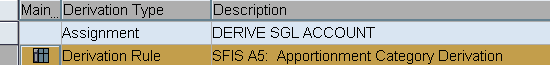 Main... Derivation Type Description
Assignment DERIVE SGL ACCOUNT
Derivation Rule SFIS A5: Apportionment Category Derivation